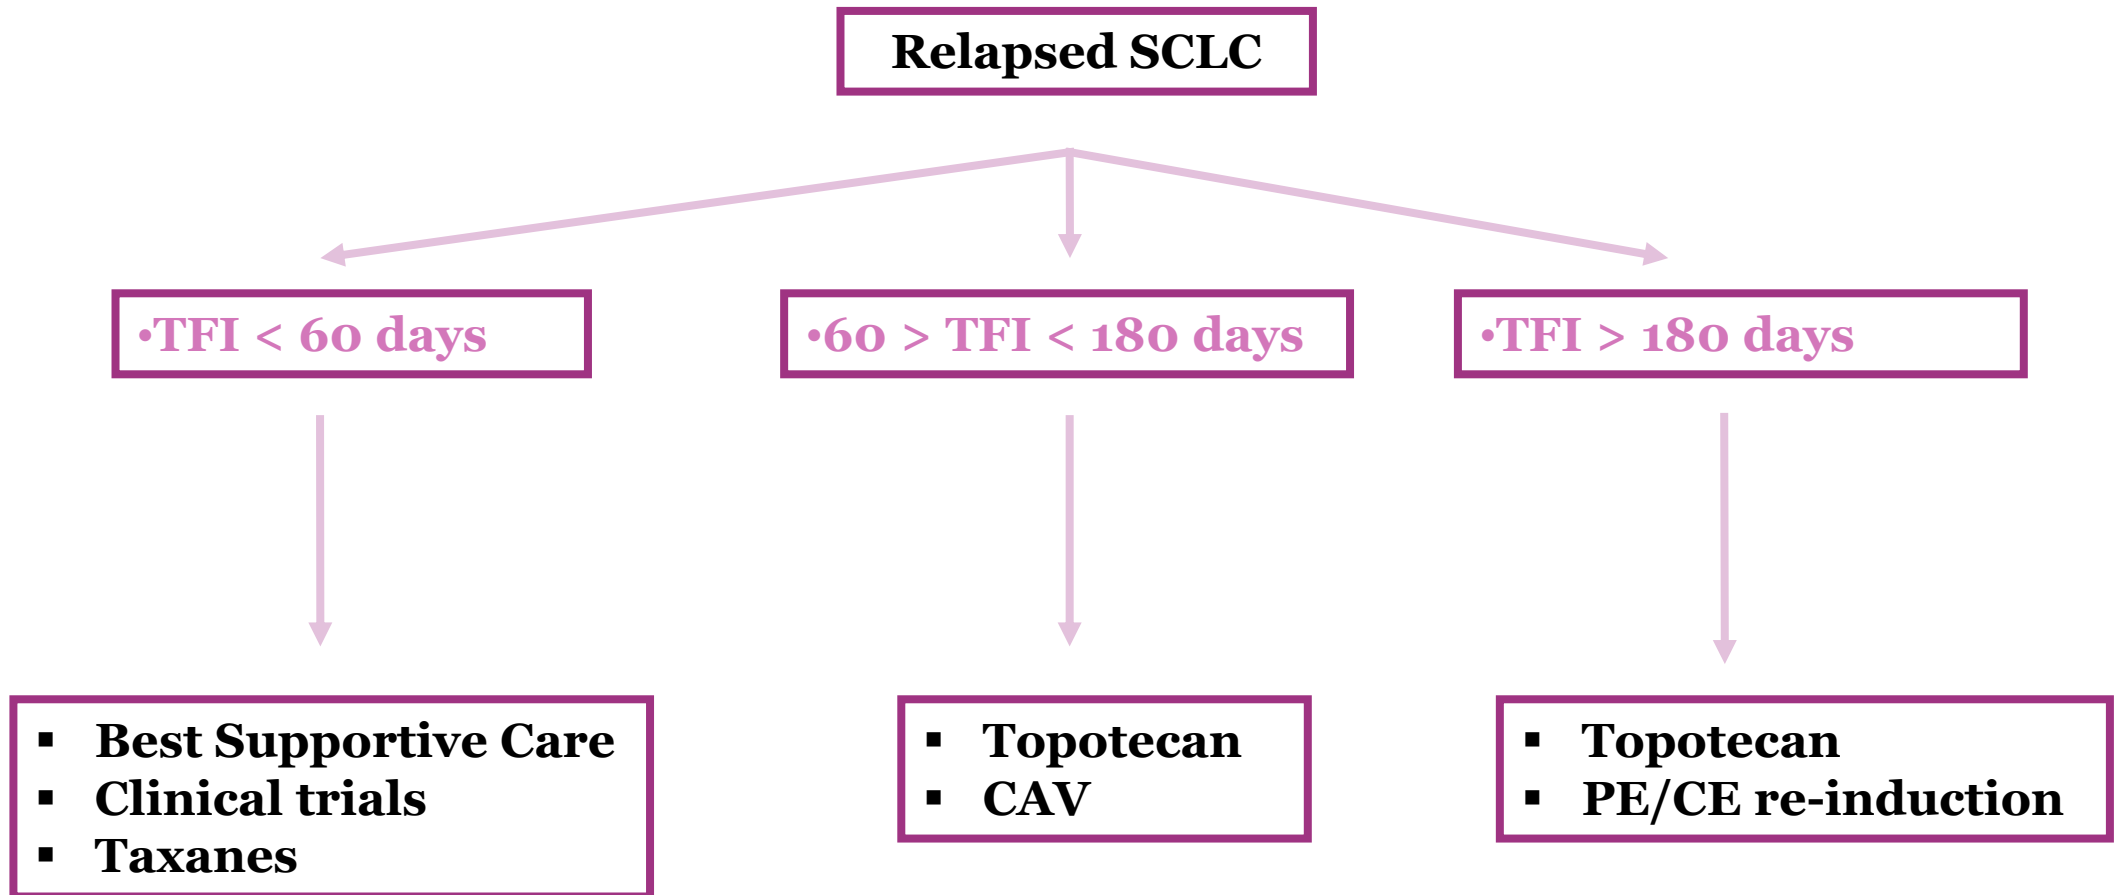 Relapsed SCLC
•TFI < 60 days
•60 > TFI < 180 days
•TFI > 180 days
▪ Best Supportive Care
▪ Clinical trials
▪ Taxanes
▪ Topotecan
▪ CAV
▪ Topotecan
▪ PE/CE re-induction